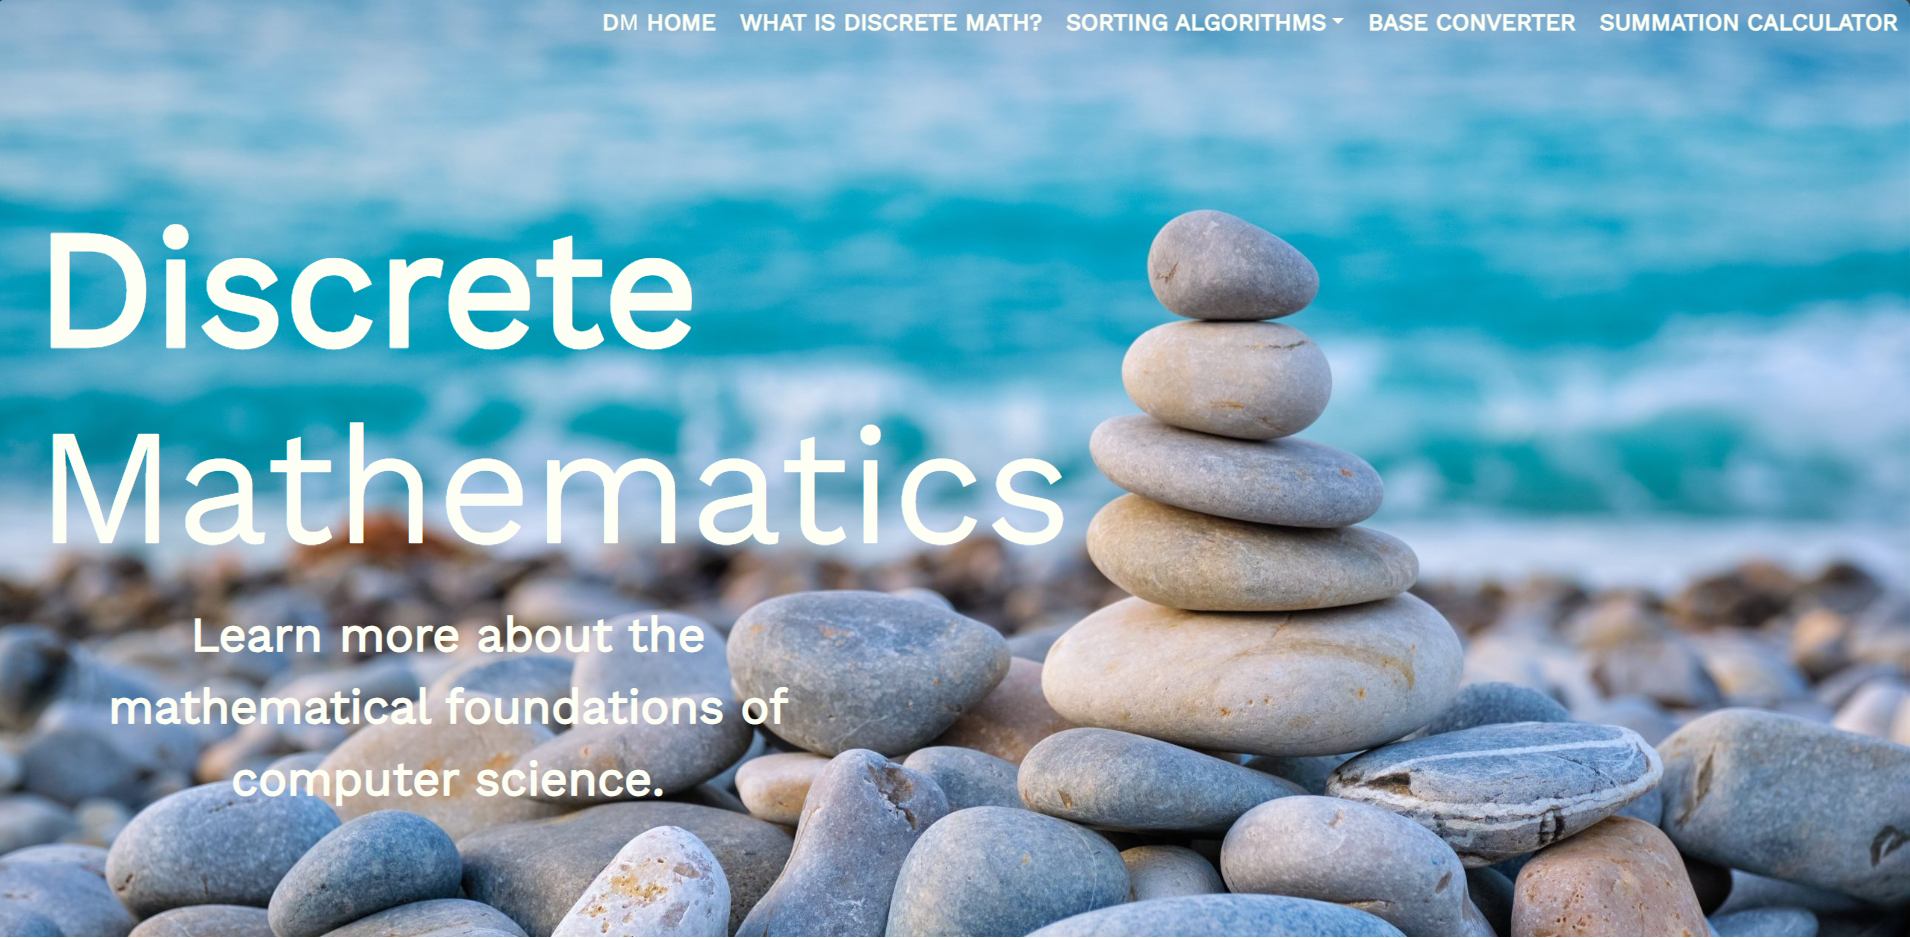 DM HOME WHAT IS DISCRETE MATH? SORTING ALGORITHMS BASE CONVERTER SUMMATION CALCULATOR
Discrete
Mathematics
Learn more about the
mathematical foundations of
computer science.